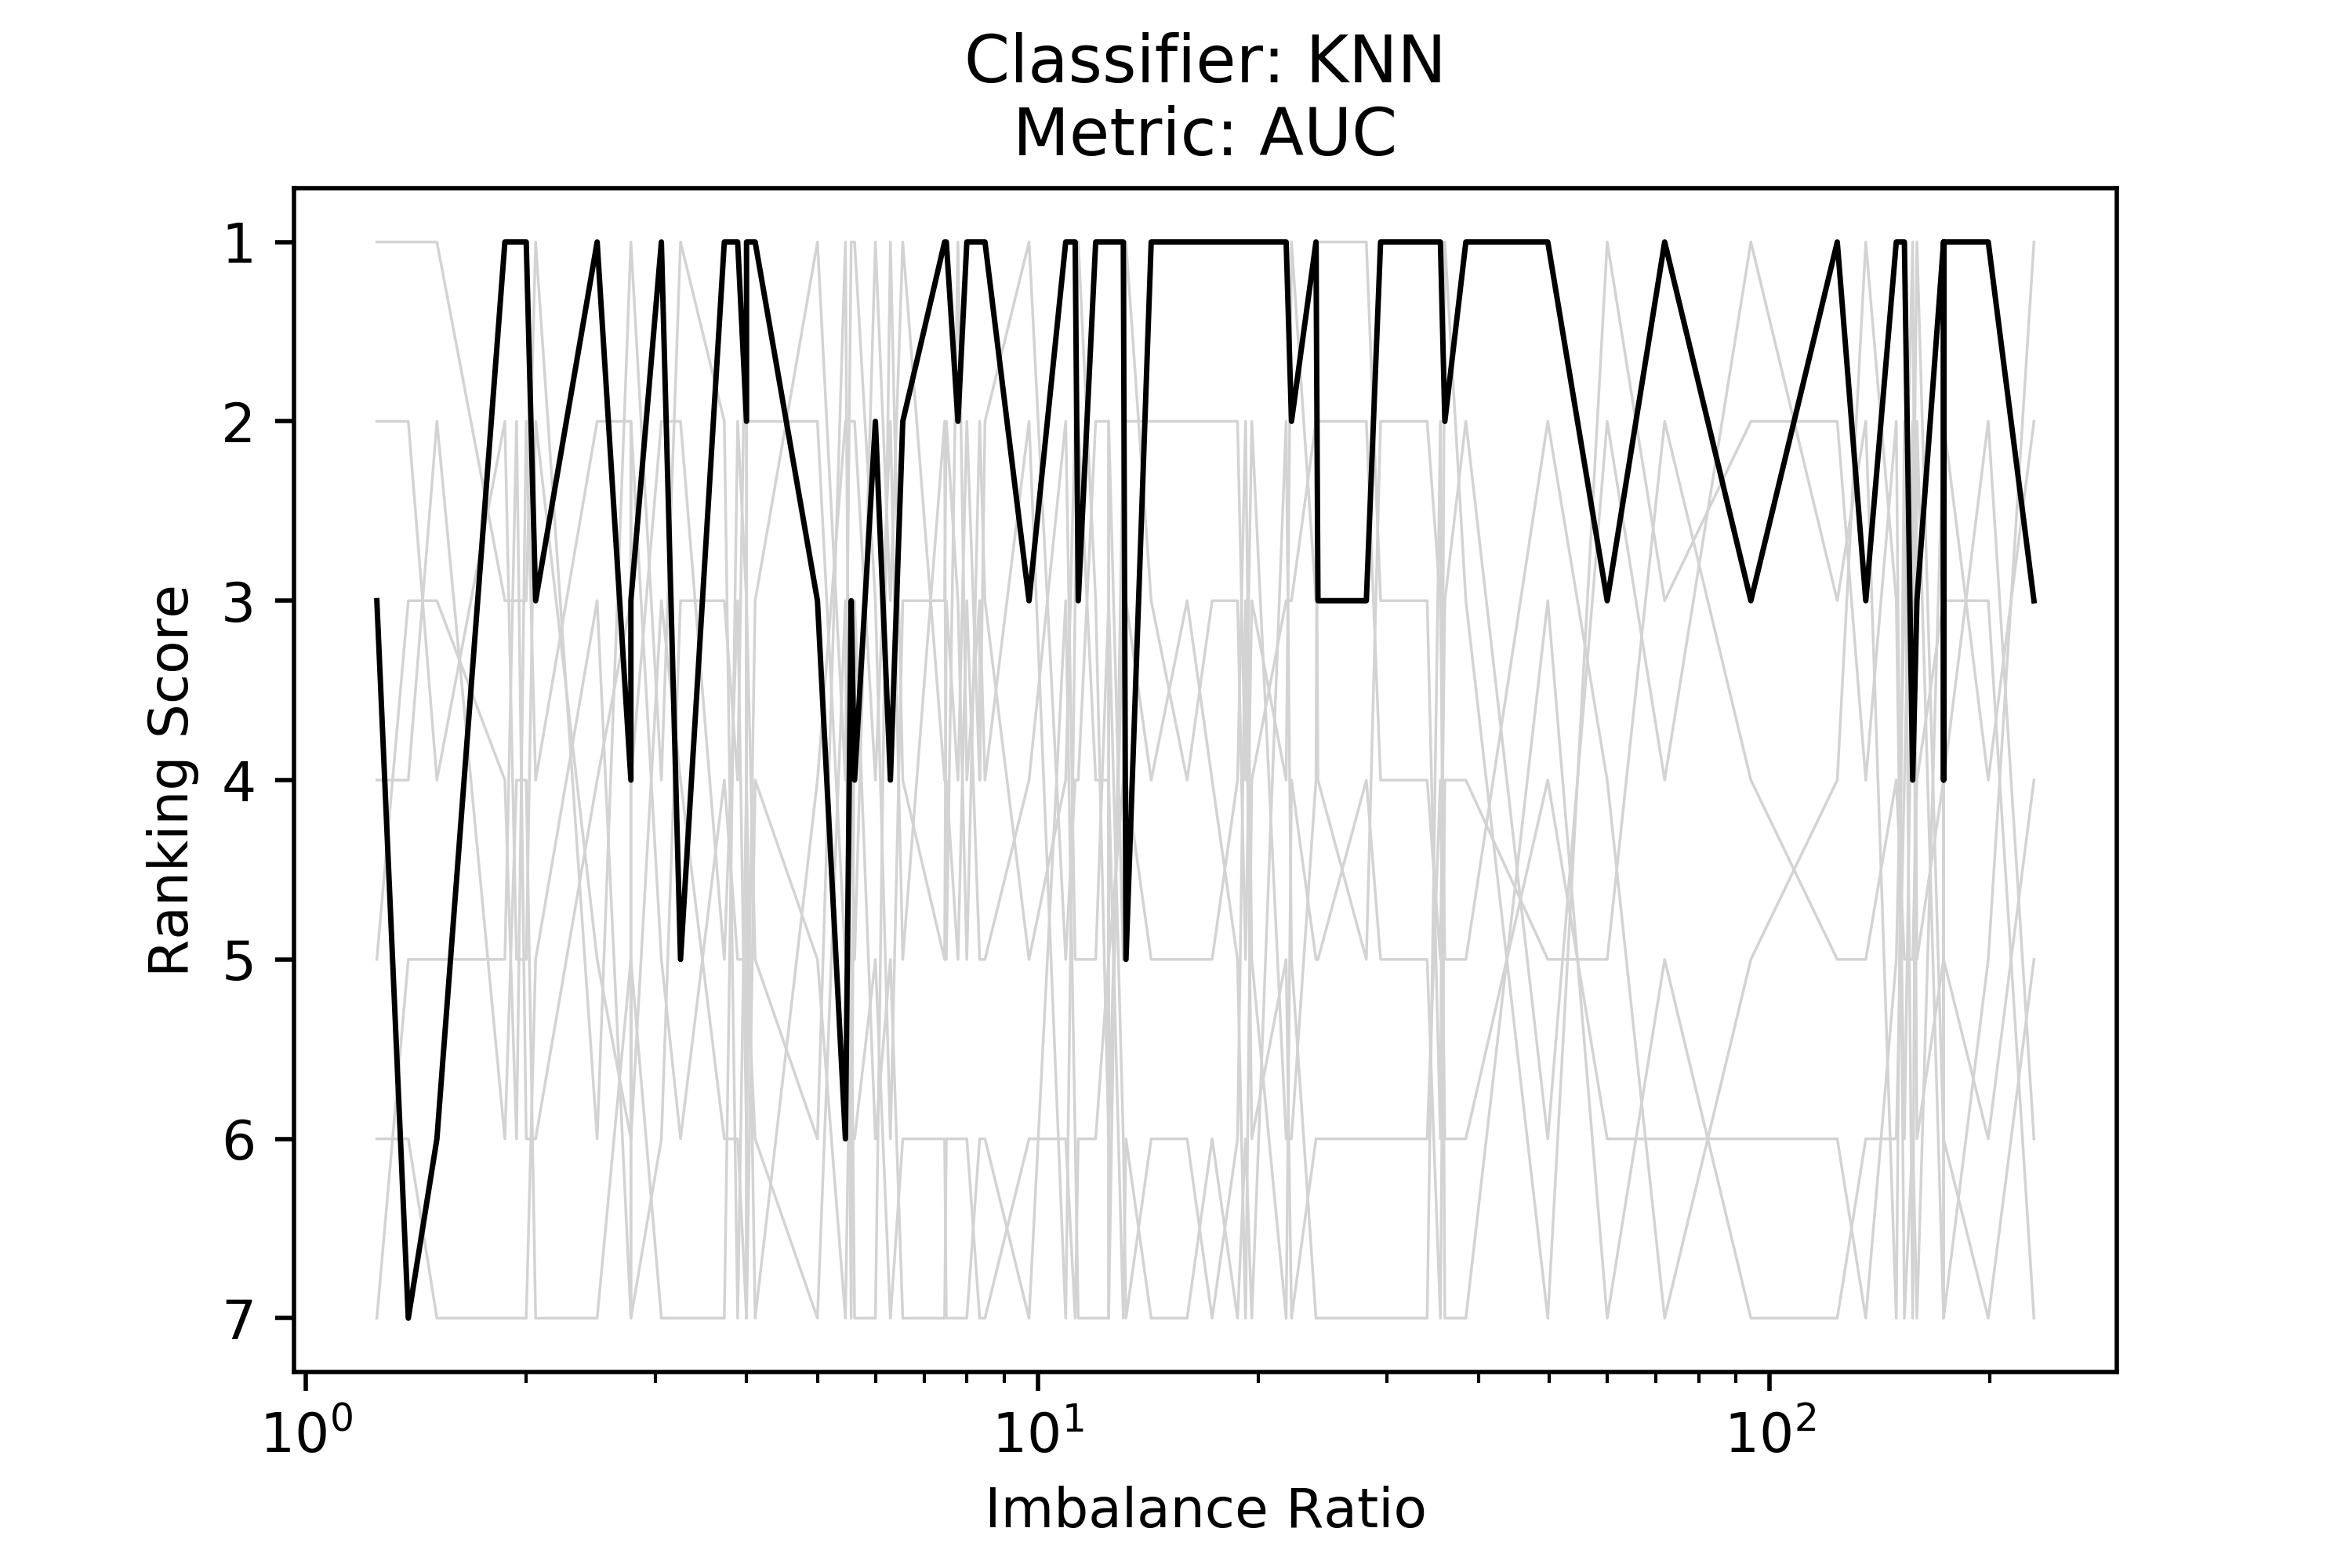 Classifier: KNN
Metric: AUC
Ranking Score
1
2
3
4
5
6
7
10⁰
10¹
10²
Imbalance Ratio